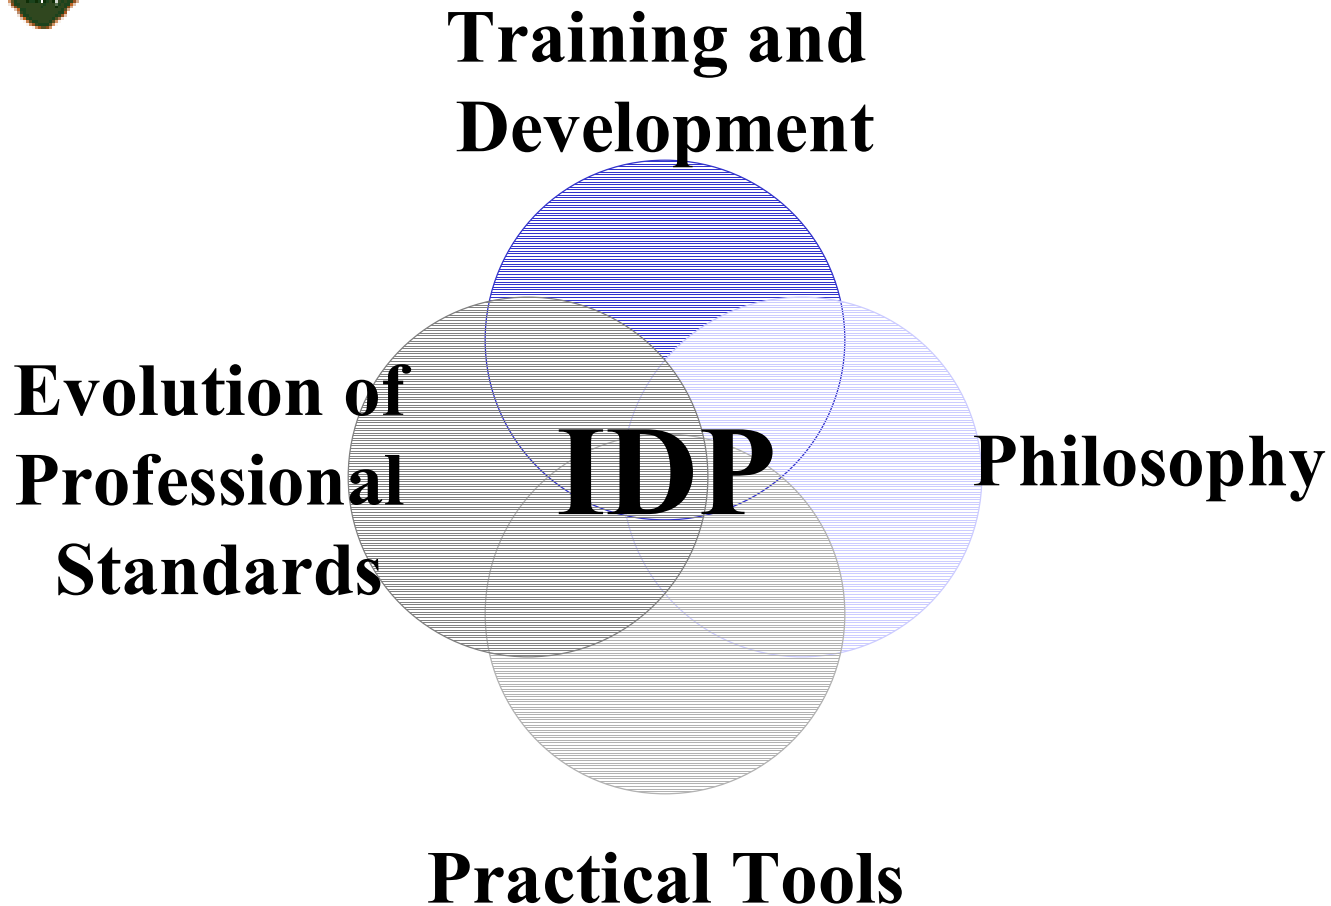 Training and
Development
Evolution of
Professional
Standards
IDP
Philosophy
Practical Tools